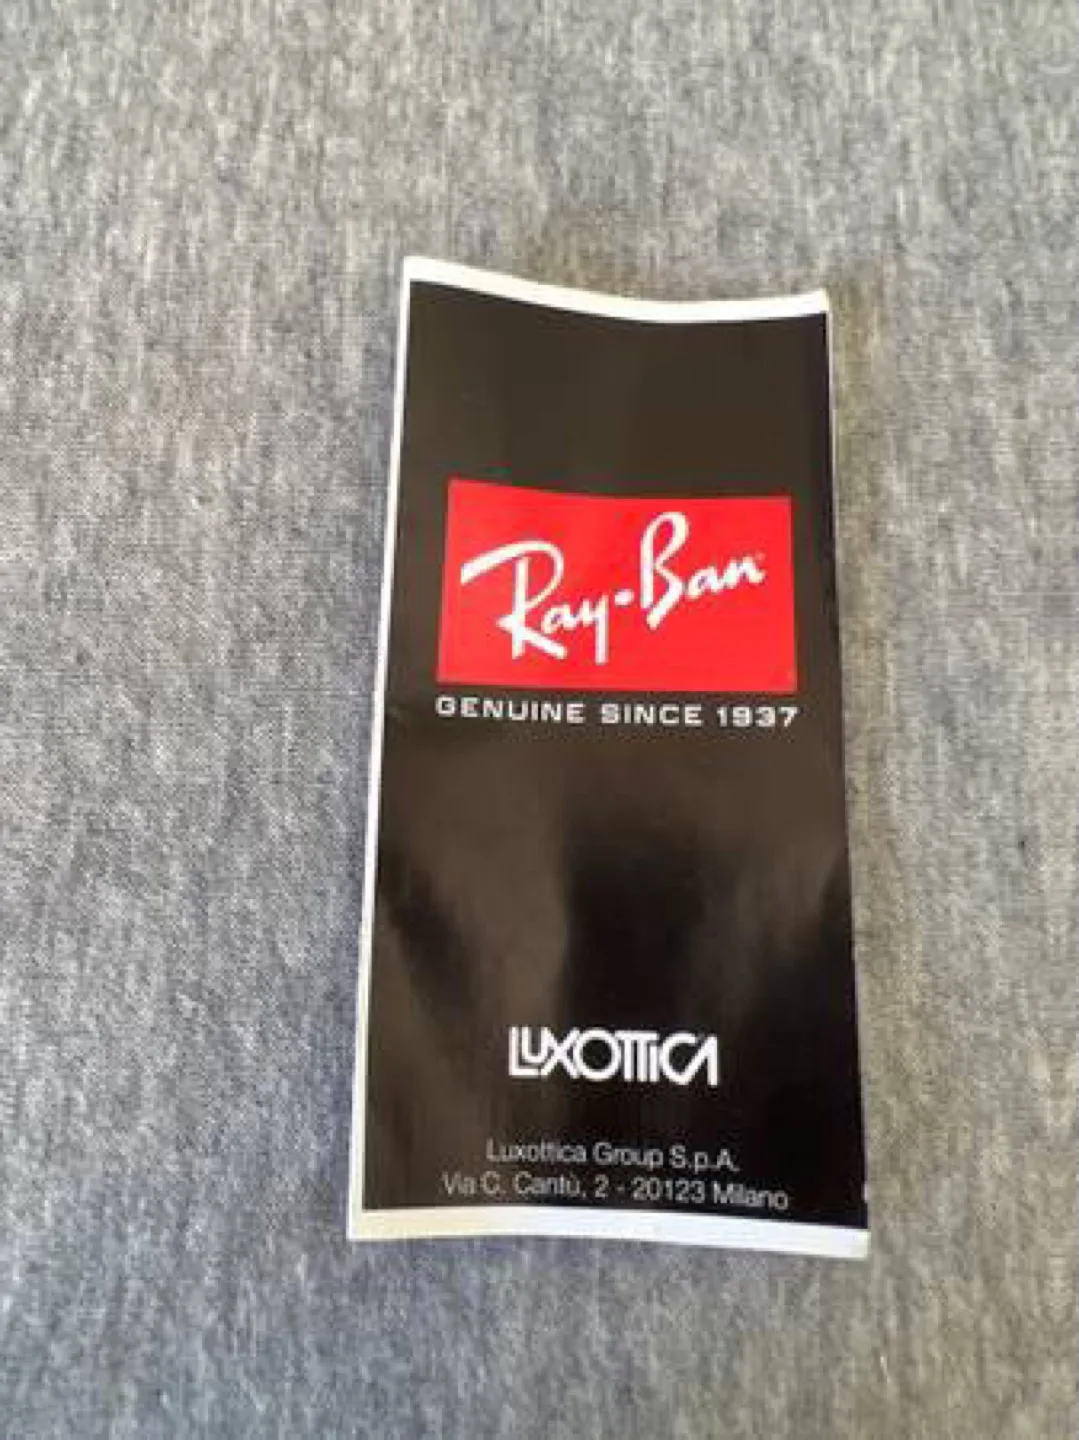 Ray-Ban
GENUINE SINCE 1937
LUXOTTICA
Luxottica Group S.p.A.
Via C. Cantù, 2 - 20123 Milano